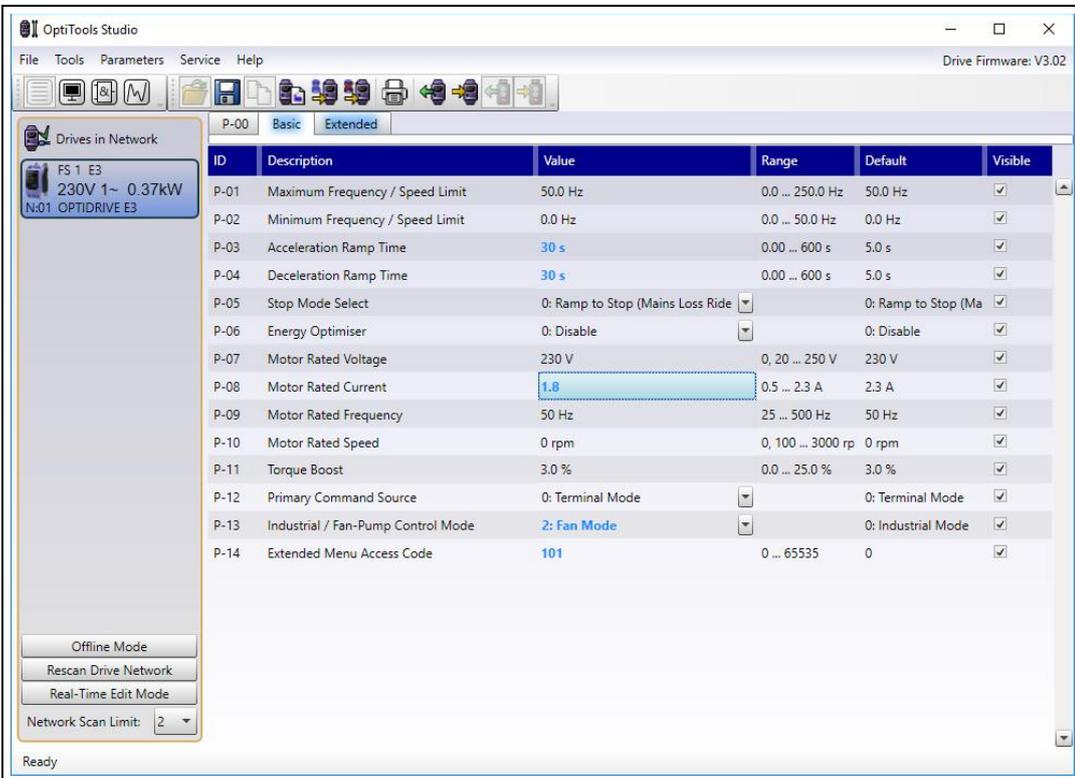 OptiTools Studio
File Tools Parameters Service Help
Drive Firmware: V3.02
Drives in Network
FS 1 E3
230V 1~ 0.37kW
N:01 OPTIDRIVE E3
P-00 Basic Extended
ID Description Value Range Default Visible
P-01 Maximum Frequency / Speed Limit 50.0 Hz 0.0 ... 250.0 Hz 50.0 Hz
P-02 Minimum Frequency / Speed Limit 0.0 Hz 0.0 ... 50.0 Hz 0.0 Hz
P-03 Acceleration Ramp Time 30 s 0.00 ... 600 s 5.0 s
P-04 Deceleration Ramp Time 30 s 0.00 ... 600 s 5.0 s
P-05 Stop Mode Select 0: Ramp to Stop (Mains Loss Ride 0: Ramp to Stop (Ma
P-06 Energy Optimiser 0: Disable 0: Disable
P-07 Motor Rated Voltage 230 V 0, 20 ... 250 V 230 V
P-08 Motor Rated Current 1.8 0.5 ... 2.3 A 2.3 A
P-09 Motor Rated Frequency 50 Hz 25 ... 500 Hz 50 Hz
P-10 Motor Rated Speed 0 rpm 0, 100 ... 3000 rp 0 rpm
P-11 Torque Boost 3.0 % 0.0 ... 25.0 % 3.0 %
P-12 Primary Command Source 0: Terminal Mode 0: Terminal Mode
P-13 Industrial / Fan-Pump Control Mode 2: Fan Mode 0: Industrial Mode
P-14 Extended Menu Access Code 101 0 ... 65535 0
Offline Mode
Rescan Drive Network
Real-Time Edit Mode
Network Scan Limit: 2
Ready